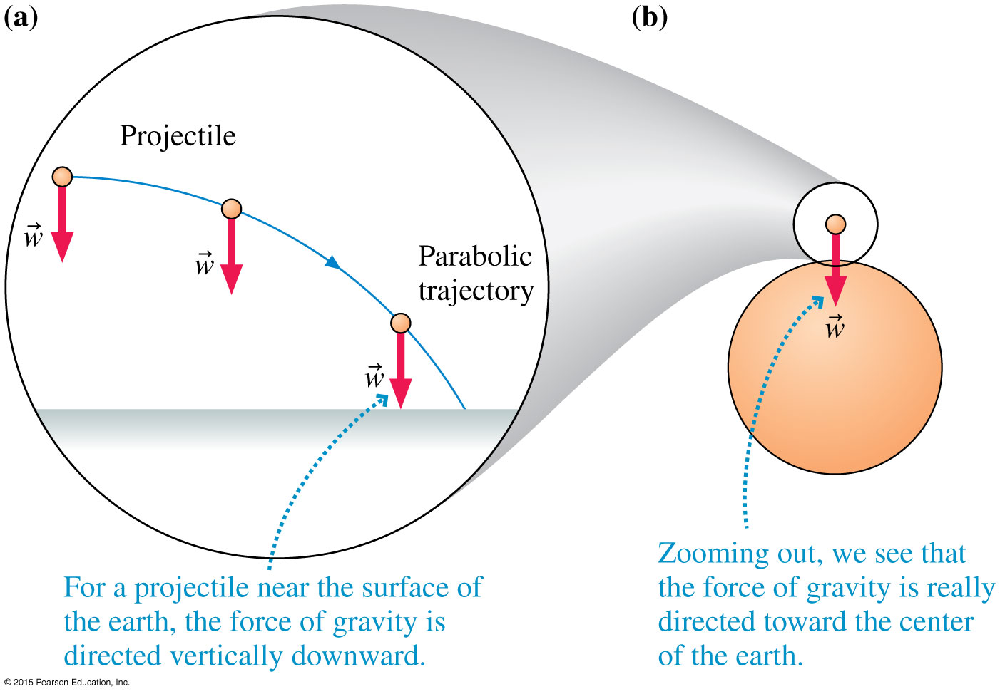 (a)
Projectile
w⃗
w⃗
Parabolic
trajectory
w⃗
For a projectile near the surface of
the earth, the force of gravity is
directed vertically downward.
(b)
w⃗
Zooming out, we see that
the force of gravity is really
directed toward the center
of the earth.
© 2015 Pearson Education, Inc.